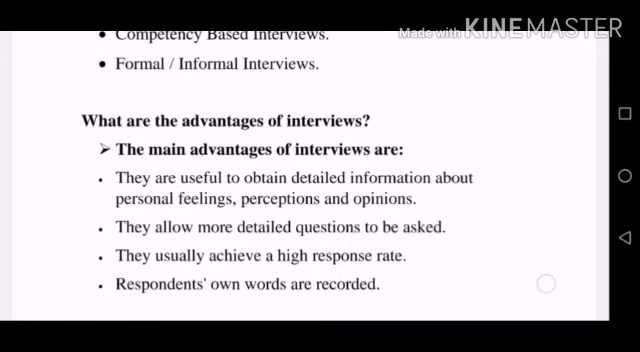 • Competency Based Interviews.
Made with KINEMASTER
• Formal / Informal Interviews.
What are the advantages of interviews?
➢ The main advantages of interviews are:
• They are useful to obtain detailed information about
personal feelings, perceptions and opinions.
• They allow more detailed questions to be asked.
• They usually achieve a high response rate.
• Respondents' own words are recorded.